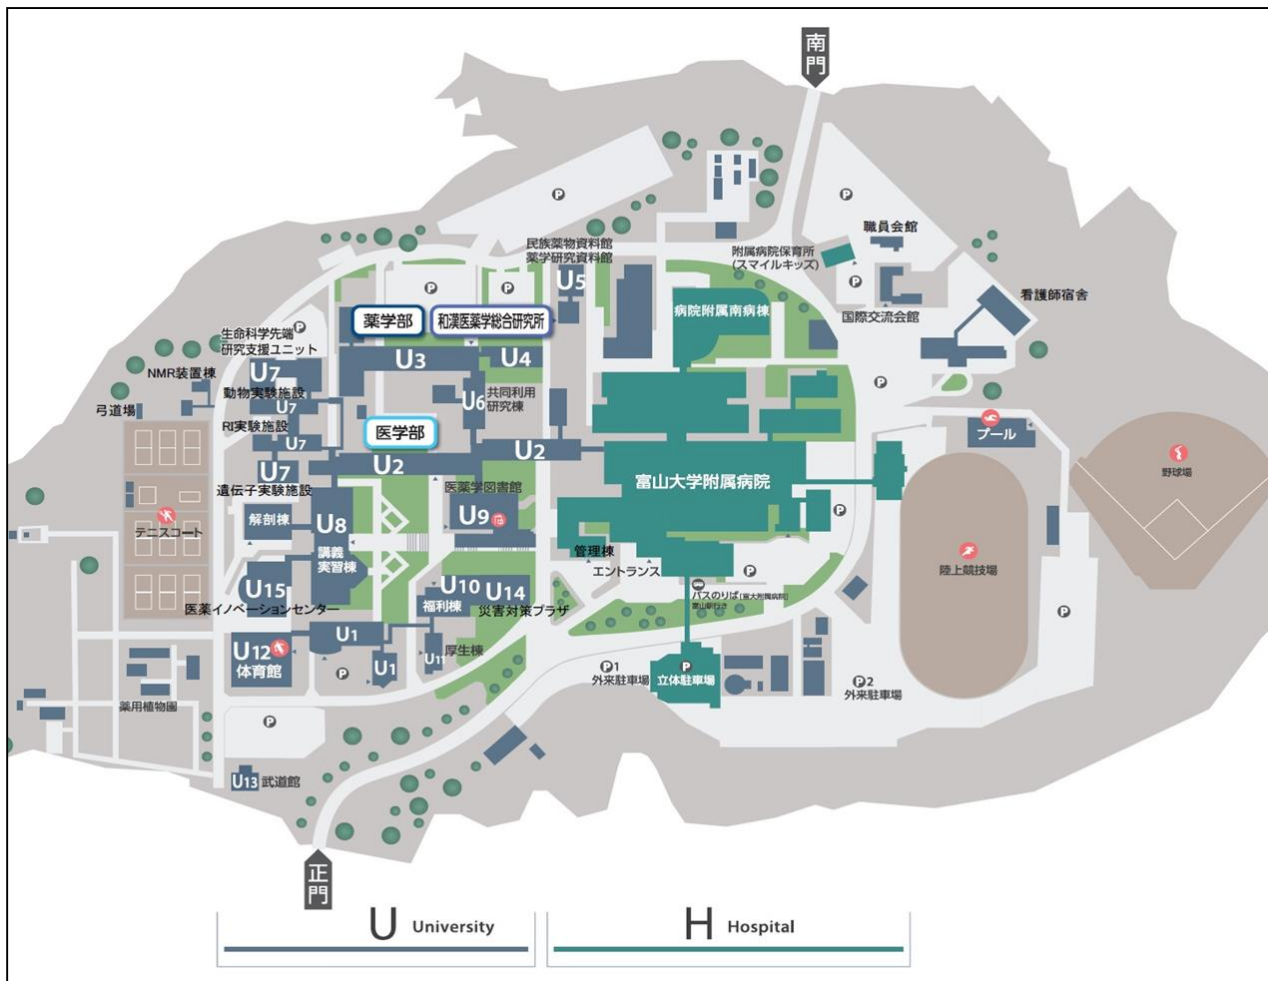 南門
P
P
職員会館
民族薬物資料館
薬学研究資料館
U5
附属病院保育所
(スマイルキッズ)
P
P
P
看護師宿舎
病院附属南病棟
国際交流会館
薬学部
和漢医薬学総合研究所
P
生命科学先端
研究支援ユニット
U3
U4
U7
NMR装置棟
P
動物実験施設
U7
U6
共同利用
研究棟
弓道場
RI実験施設
U7
医学部
プール
U2
U2
野球場
U7
遺伝子実験施設
富山大学附属病院
医薬学図書館
U9
解剖棟
U8
講義
実習棟
P
テニスコート
管理棟
エントランス
P
陸上競技場
U15
医薬イノベーションセンター
U10
福利棟
U14
災害対策プラザ
バスのりば[富大附属病院]
富山駅行き
P
U1
U12
体育館
U1
U11
厚生棟
P
P1
外来駐車場
P
立体駐車場
P2
外来駐車場
薬用植物園
P
U13
武道館
正門
U University
H Hospital